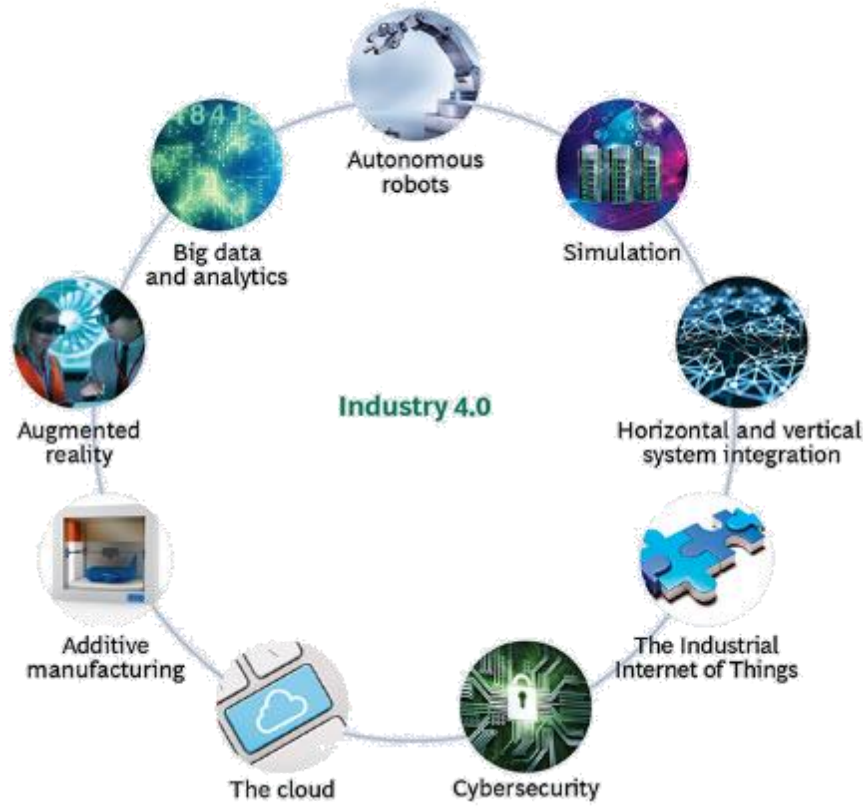 Autonomous
robots
Simulation
Horizontal and vertical
system integration
The Industrial
Internet of Things
Cybersecurity
The cloud
Additive
manufacturing
Augmented
reality
Big data
and analytics
Industry 4.0